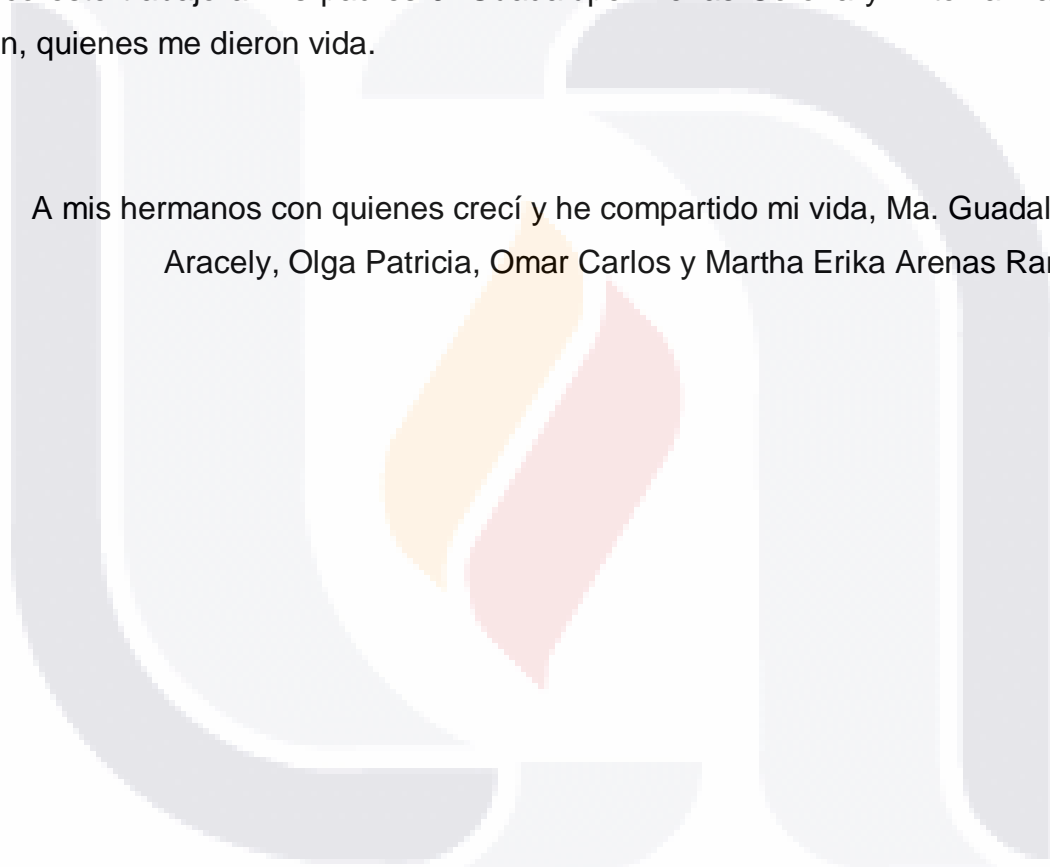 n, quienes me dieron vida.
A mis hermanos con quienes crecí y he compartido mi vida, Ma. Guadal
Aracely, Olga Patricia, Omar Carlos y Martha Erika Arenas Ra